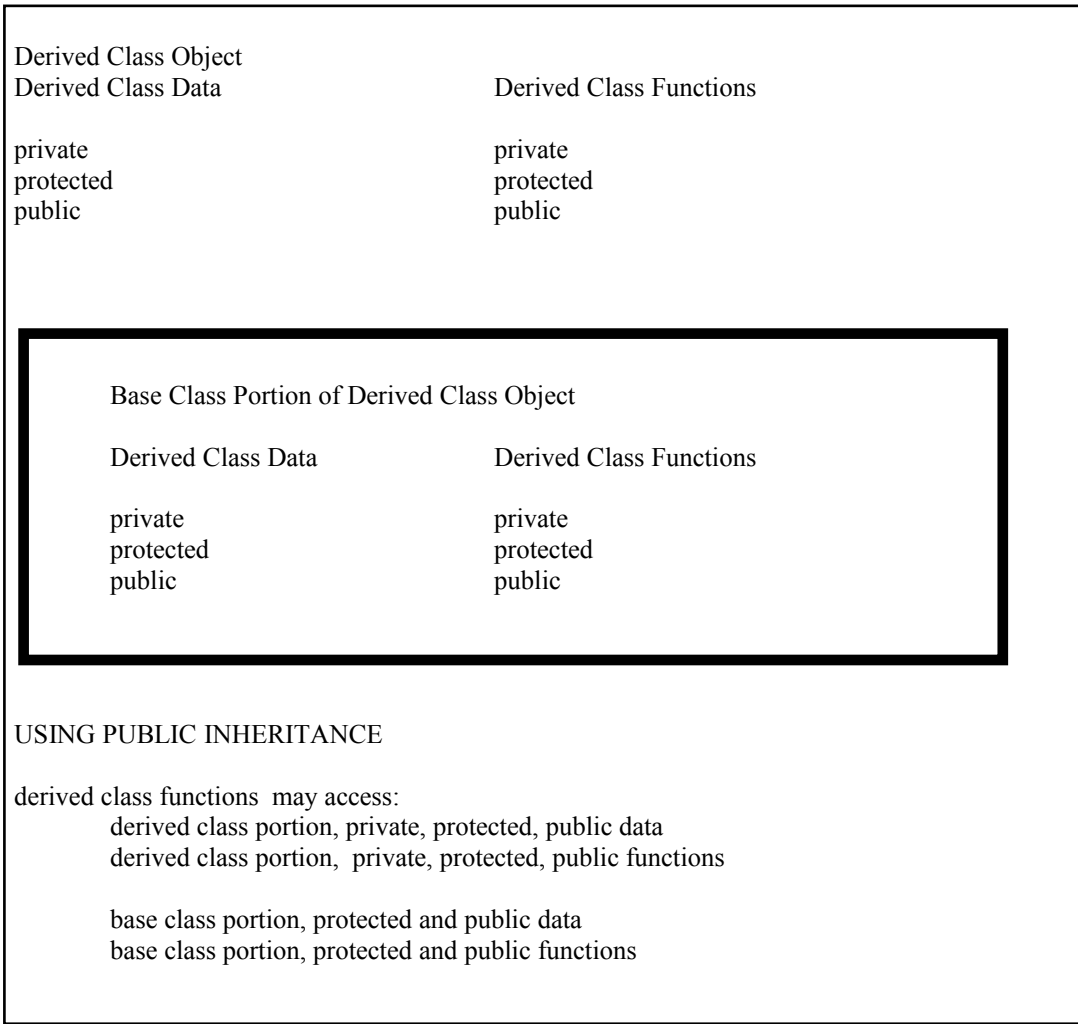 Derived Class Object
Derived Class Data Derived Class Functions
private private
protected protected
public public
Base Class Portion of Derived Class Object
Derived Class Data Derived Class Functions
private private
protected protected
public public
USING PUBLIC INHERITANCE
derived class functions  may access:
derived class portion, private, protected, public data
derived class portion,  private, protected, public functions
base class portion, protected and public data
base class portion, protected and public functions